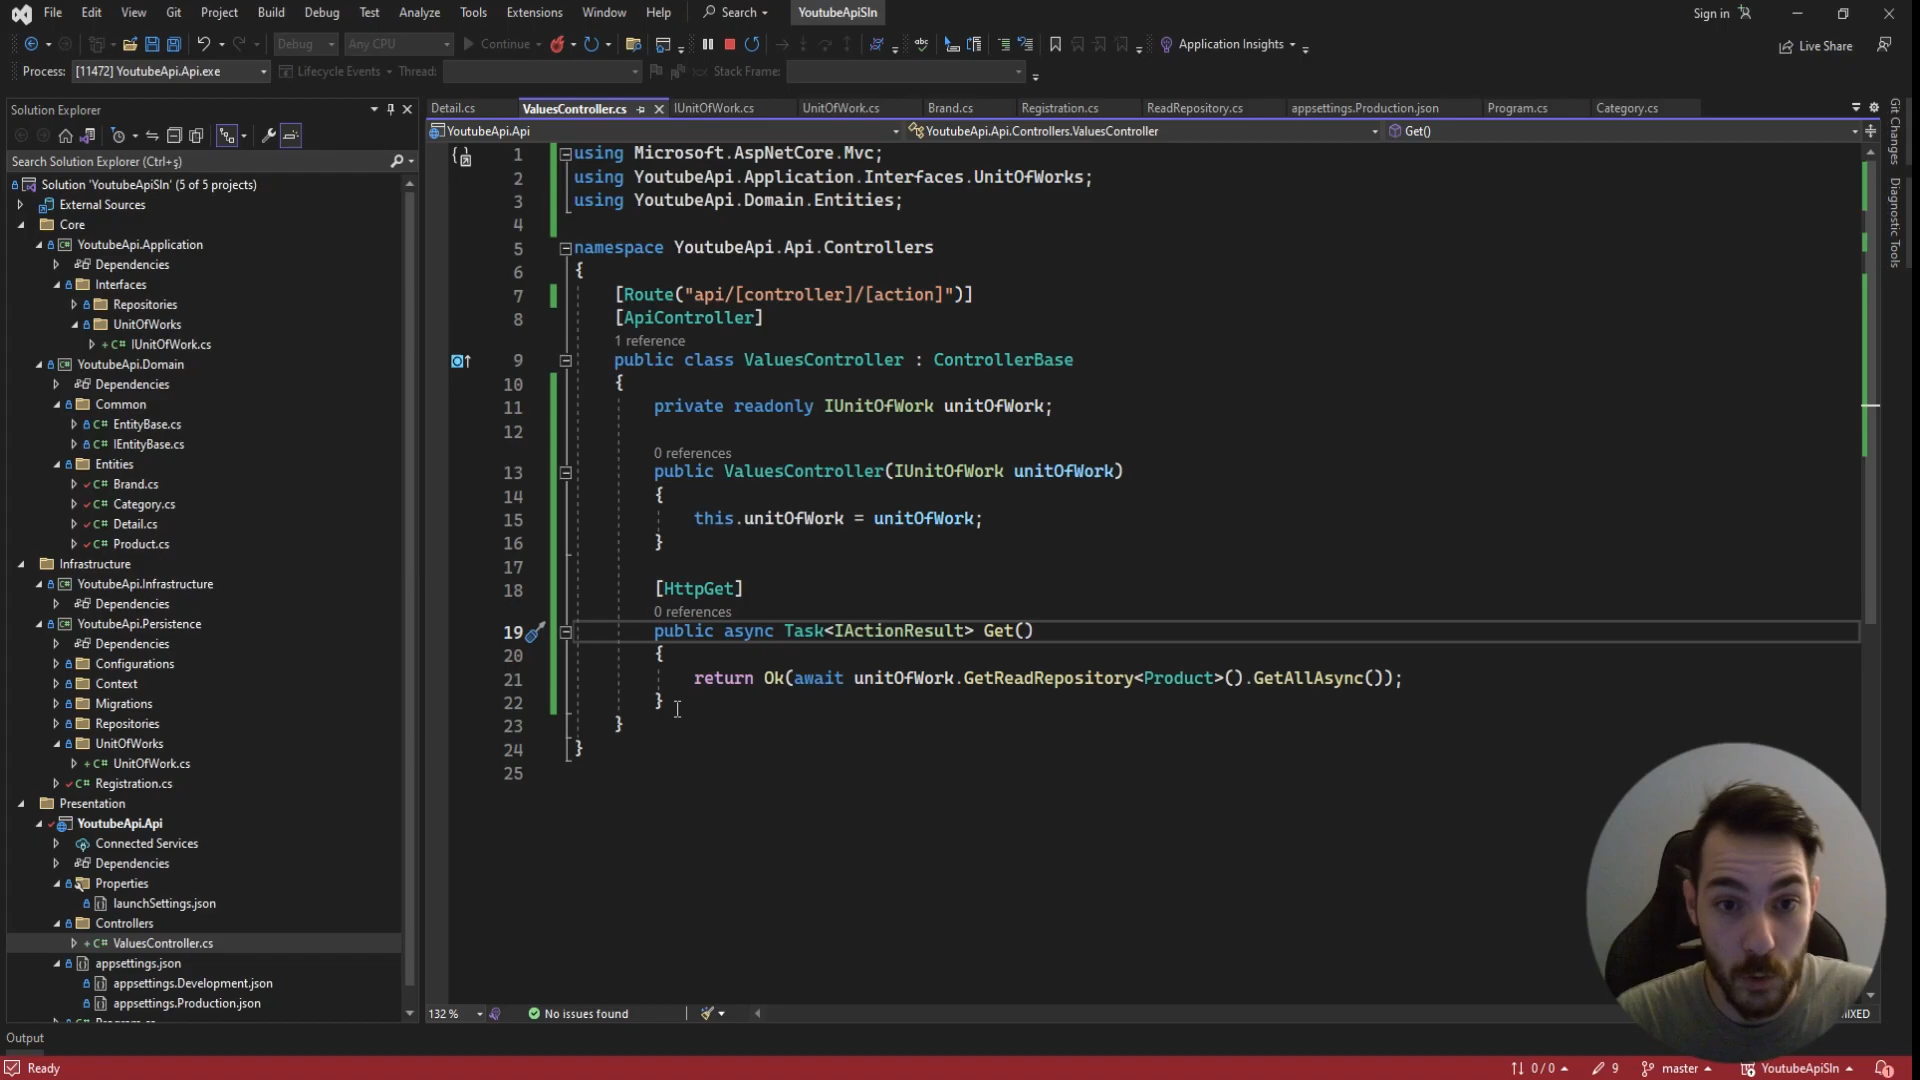 File Edit View Git Project Build Debug Test Analyze Tools Extensions Window Help Search YoutubeApiSln Sign in
Debug Any CPU Continue Application Insights Live Share
Process: [11472] YoutubeApi.Api.exe Lifecycle Events Thread: Stack Frame:
Solution Explorer
Search Solution Explorer (Ctrl+ş)
Solution 'YoutubeApiSln' (5 of 5 projects)
External Sources
Core
YoutubeApi.Application
Dependencies
Interfaces
Repositories
UnitOfWorks
C# IUnitOfWork.cs
YoutubeApi.Domain
Dependencies
Common
C# EntityBase.cs
C# IEntityBase.cs
Entities
C# Brand.cs
C# Category.cs
C# Detail.cs
C# Product.cs
Infrastructure
YoutubeApi.Infrastructure
Dependencies
YoutubeApi.Persistence
Dependencies
Configurations
Context
Migrations
Repositories
UnitOfWorks
C# UnitOfWork.cs
C# Registration.cs
Presentation
YoutubeApi.Api
Connected Services
Dependencies
Properties
launchSettings.json
Controllers
C# ValuesController.cs
appsettings.json
appsettings.Development.json
appsettings.Production.json
Detail.cs ValuesController.cs IUnitOfWork.cs UnitOfWork.cs Brand.cs Registration.cs ReadRepository.cs appsettings.Production.json Program.cs Category.cs
YoutubeApi.Api YoutubeApi.Api.Controllers.ValuesController Get()
1 using Microsoft.AspNetCore.Mvc;
2 using YoutubeApi.Application.Interfaces.UnitOfWorks;
3 using YoutubeApi.Domain.Entities;
4
5 namespace YoutubeApi.Api.Controllers
6 {
7 [Route("api/[controller]/[action]")]
8 [ApiController]
1 reference
9 public class ValuesController : ControllerBase
10 {
11 private readonly IUnitOfWork unitOfWork;
12
0 references
13 public ValuesController(IUnitOfWork unitOfWork)
14 {
15 this.unitOfWork = unitOfWork;
16 }
17
18 [HttpGet]
0 references
19 public async Task<IActionResult> Get()
20 {
21 return Ok(await unitOfWork.GetReadRepository<Product>().GetAllAsync());
22 }
23 }
24 }
25
Git Changes
Diagnostic Tools
132 % No issues found MIXED
Output
Ready 0 / 0 9 master YoutubeApiSln 1